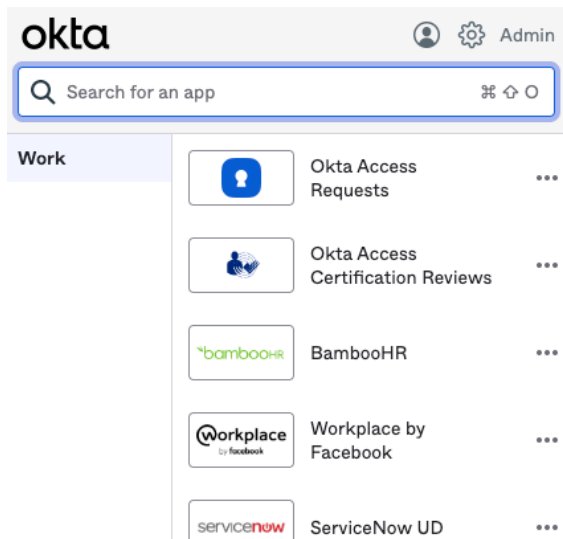 okta
Admin
Search for an app ⌘ ⇧ O
Work
Okta Access
Requests
Okta Access
Certification Reviews
bambooHR
BambooHR
Workplace
by facebook
Workplace by
Facebook
servicenow
ServiceNow UD